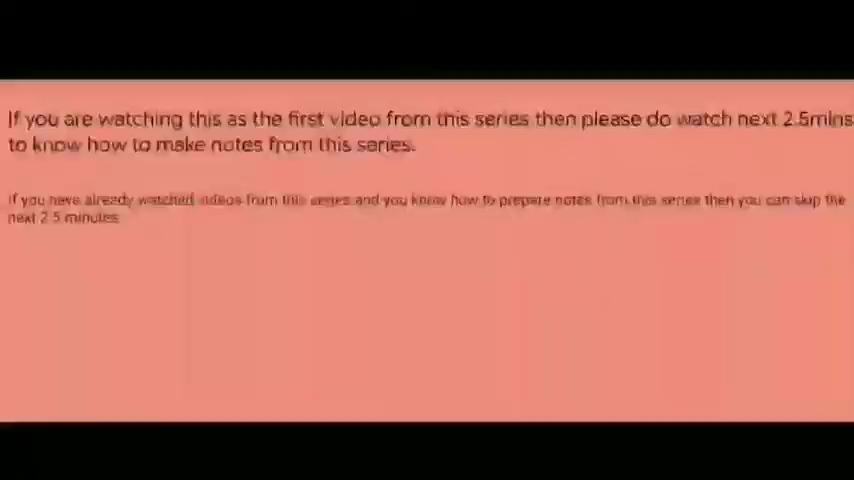 If you are watching this as the first video from this series then please do watch next 2.5mins
to know how to make notes from this series.
If you have already watched videos from this series and you know how to prepare notes from this series then you can skip the
next 2.5 minutes